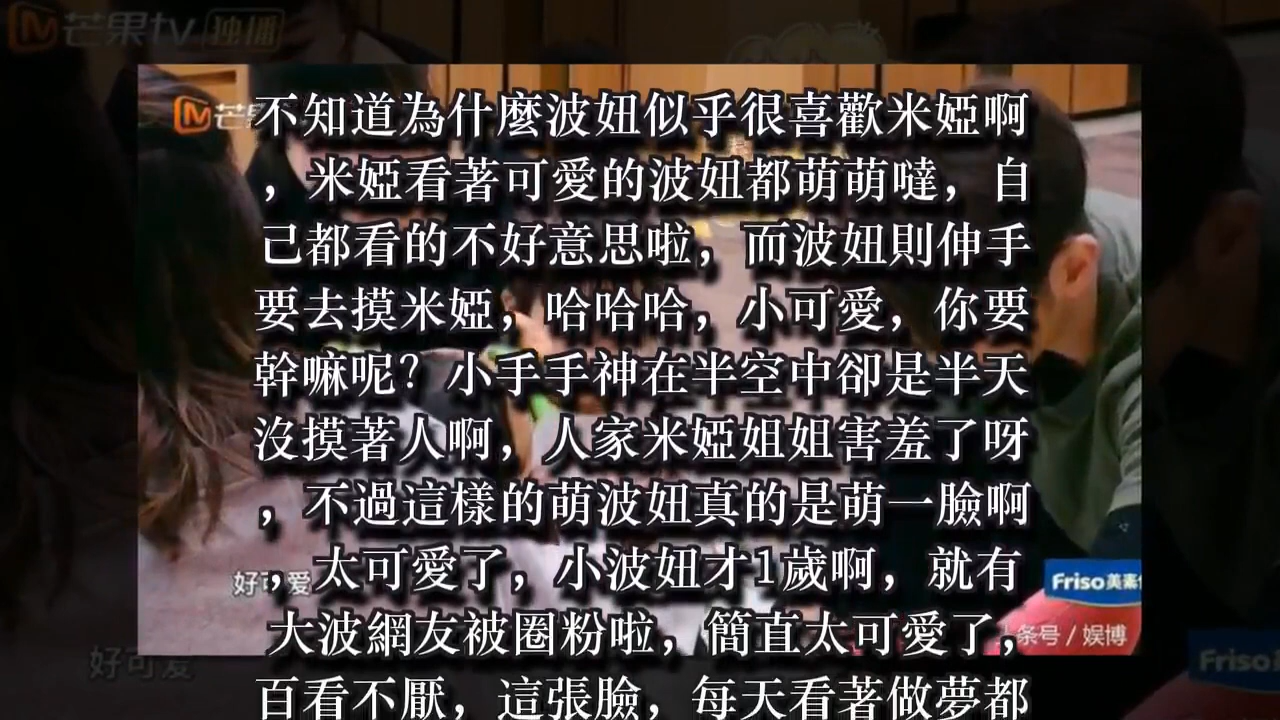 芒果tv 独播
不知道為什麼波妞似乎很喜歡米婭啊
，米婭看著可愛的波妞都萌萌噠，自
己都看的不好意思啦，而波妞則伸手
要去摸米婭，哈哈哈，小可愛，你要
幹嘛呢？小手手神在半空中卻是半天
沒摸著人啊，人家米婭姐姐害羞了呀
，不過這樣的萌波妞真的是萌一臉啊
，太可愛了，小波妞才1歲啊，就有
大波網友被圈粉啦，簡直太可愛了，
百看不厭，這張臉，每天看著做夢都
好可爱
Friso美素
条号 / 娱博
好可爱
Friso